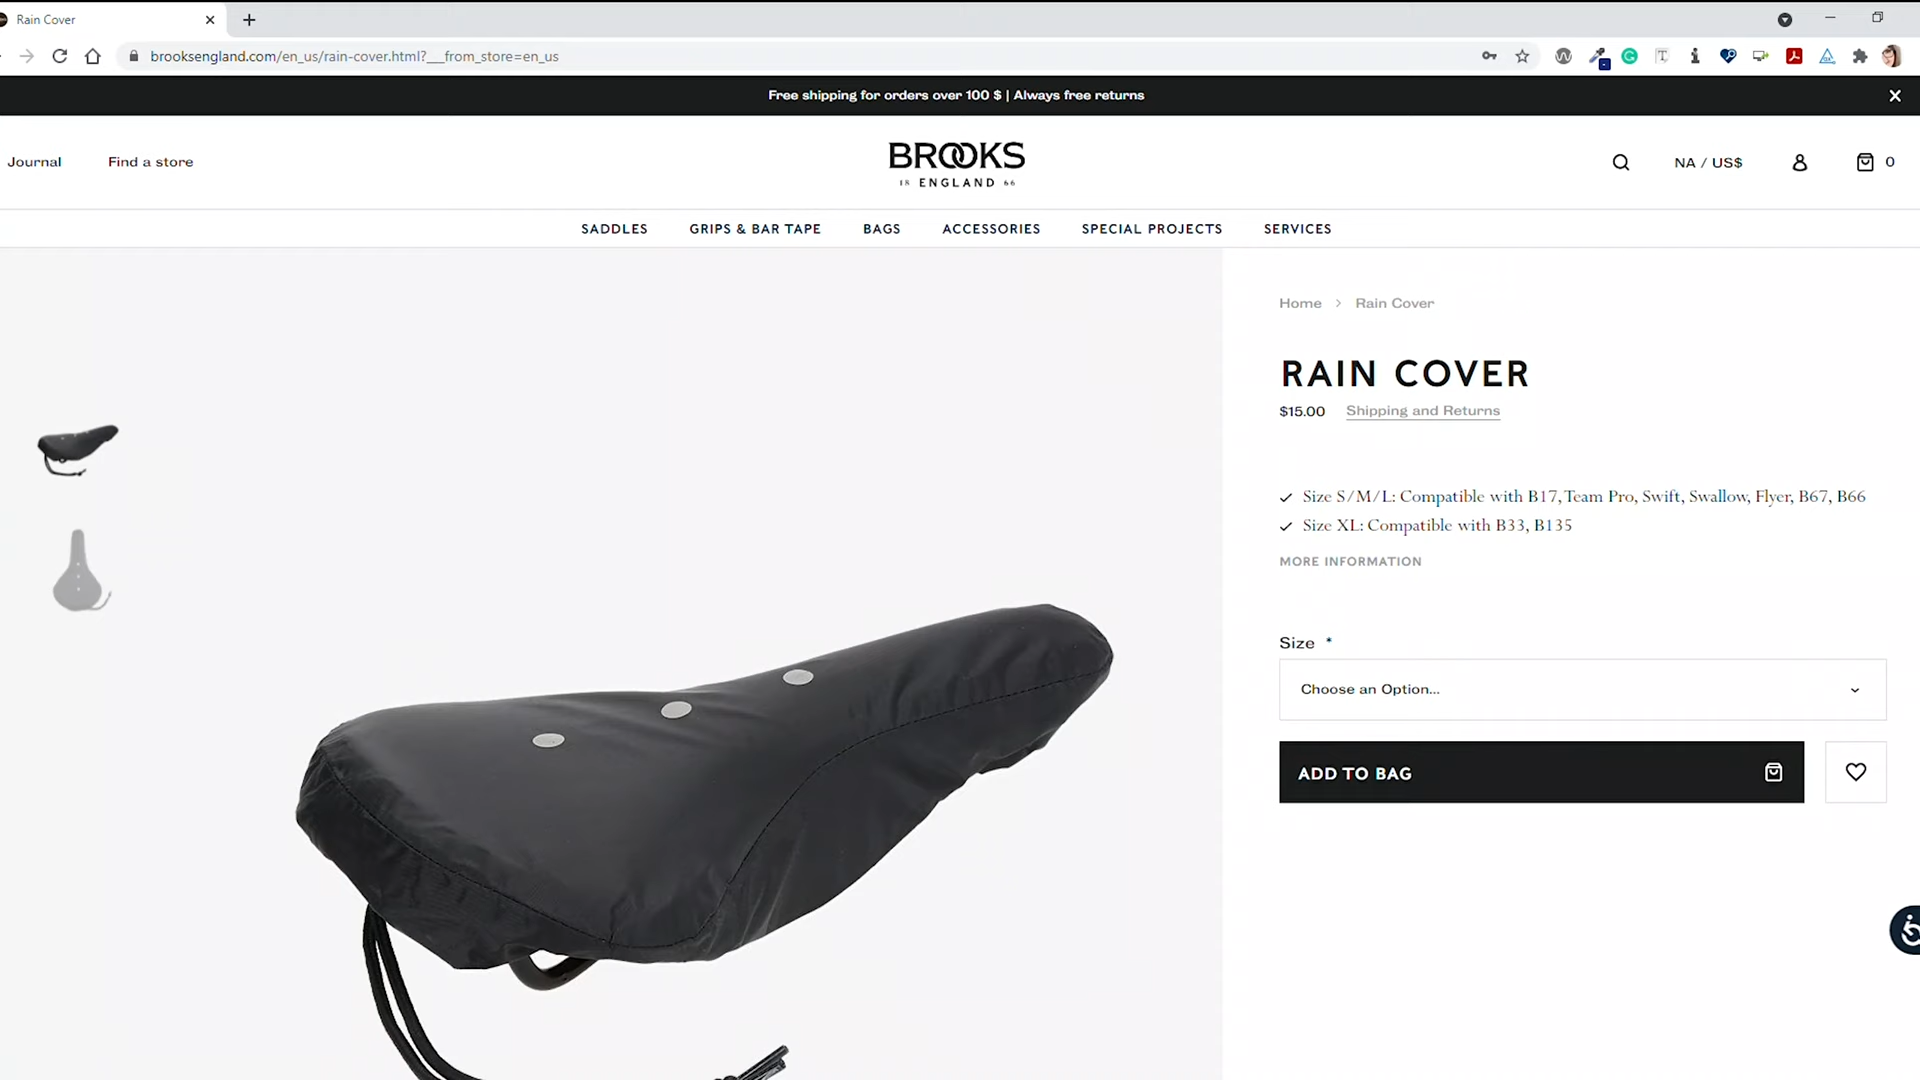 Rain Cover
brooksengland.com/en_us/rain-cover.html?___from_store=en_us
Free shipping for orders over 100 $ | Always free returns
Journal
Find a store
BROOKS
18 ENGLAND 66
NA / US$
0
SADDLES
GRIPS & BAR TAPE
BAGS
ACCESSORIES
SPECIAL PROJECTS
SERVICES
Home > Rain Cover
RAIN COVER
$15.00 Shipping and Returns
Size S/M/L: Compatible with B17, Team Pro, Swift, Swallow, Flyer, B67, B66
Size XL: Compatible with B33, B135
MORE INFORMATION
Size *
Choose an Option...
ADD TO BAG